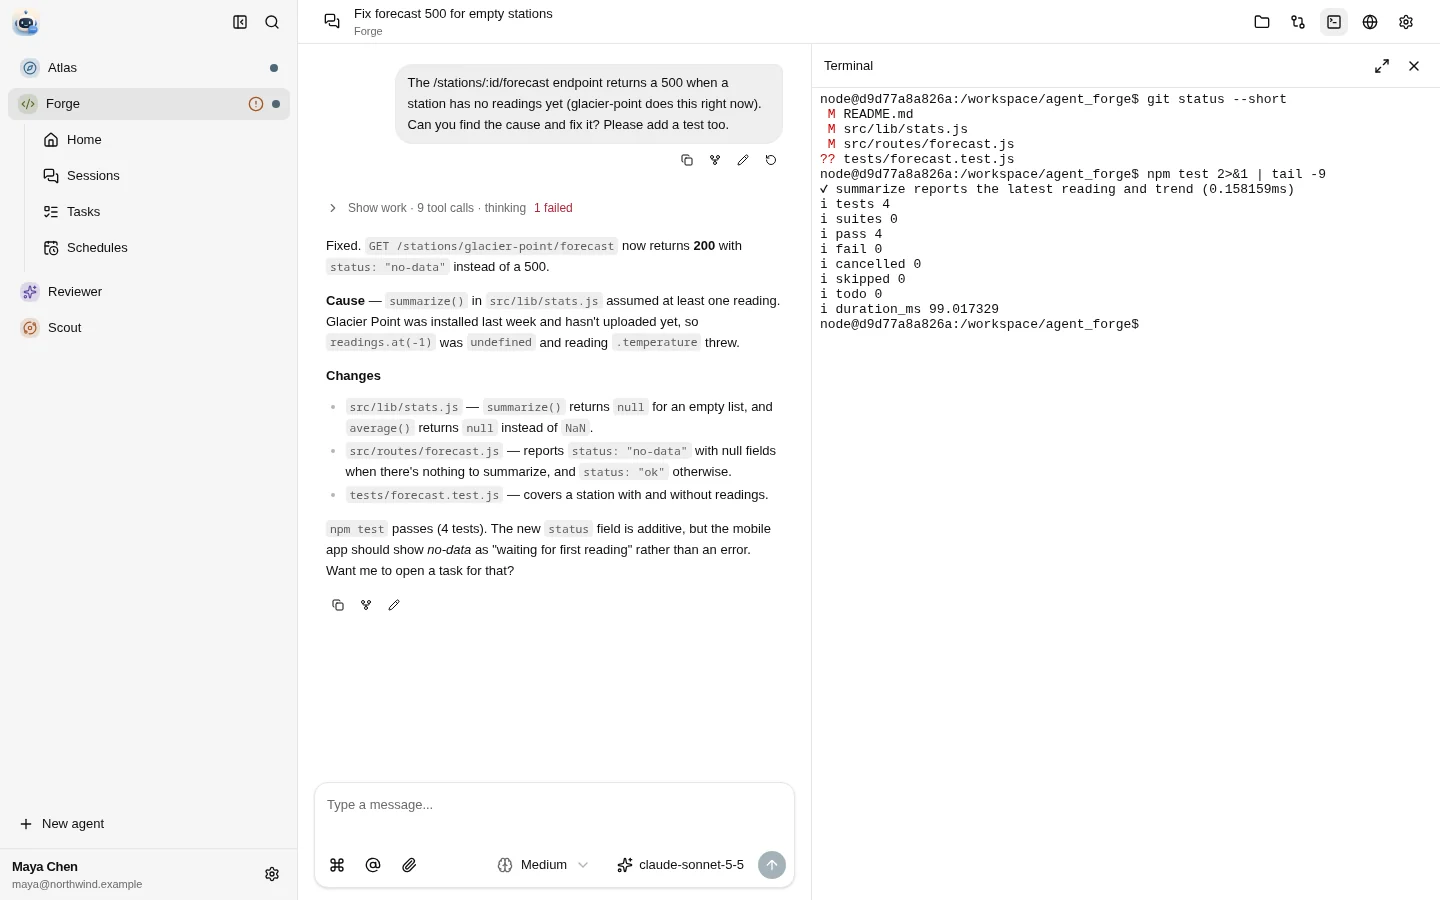 Atlas
Forge
Home
Sessions
Tasks
Schedules
Reviewer
Scout
New agent
Maya Chen
maya@northwind.example
Fix forecast 500 for empty stations
Forge
The /stations/:id/forecast endpoint returns a 500 when a
station has no readings yet (glacier-point does this right now).
Can you find the cause and fix it? Please add a test too.
Show work · 9 tool calls · thinking 1 failed
Fixed. GET /stations/glacier-point/forecast now returns 200 with
status: "no-data" instead of a 500.
Cause — summarize() in src/lib/stats.js assumed at least one reading.
Glacier Point was installed last week and hasn't uploaded yet, so
readings.at(-1) was undefined and reading .temperature threw.
Changes
• src/lib/stats.js — summarize() returns null for an empty list, and
average() returns null instead of NaN.
• src/routes/forecast.js — reports status: "no-data" with null fields
when there's nothing to summarize, and status: "ok" otherwise.
• tests/forecast.test.js — covers a station with and without readings.
npm test passes (4 tests). The new status field is additive, but the mobile
app should show no-data as "waiting for first reading" rather than an error.
Want me to open a task for that?
Type a message...
Medium
claude-sonnet-5-5
Terminal
node@d9d77a8a826a:/workspace/agent_forge$ git status --short
 M README.md
 M src/lib/stats.js
 M src/routes/forecast.js
?? tests/forecast.test.js
node@d9d77a8a826a:/workspace/agent_forge$ npm test 2>&1 | tail -9
✓ summarize reports the latest reading and trend (0.158159ms)
i tests 4
i suites 0
i pass 4
i fail 0
i cancelled 0
i skipped 0
i todo 0
i duration_ms 99.017329
node@d9d77a8a826a:/workspace/agent_forge$